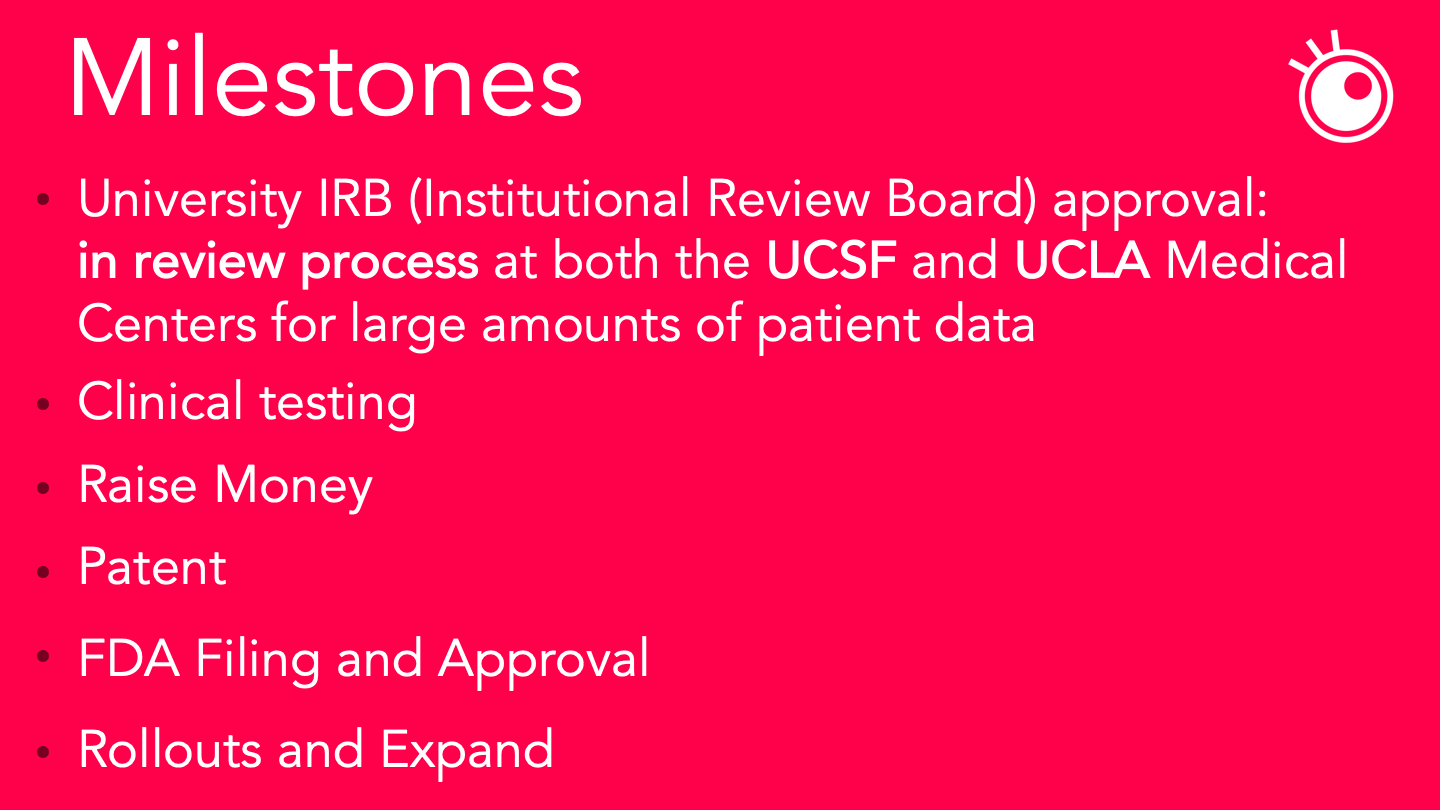 Milestones
• University IRB (Institutional Review Board) approval:
in review process at both the UCSF and UCLA Medical
Centers for large amounts of patient data
• Clinical testing
• Raise Money
• Patent
• FDA Filing and Approval
• Rollouts and Expand